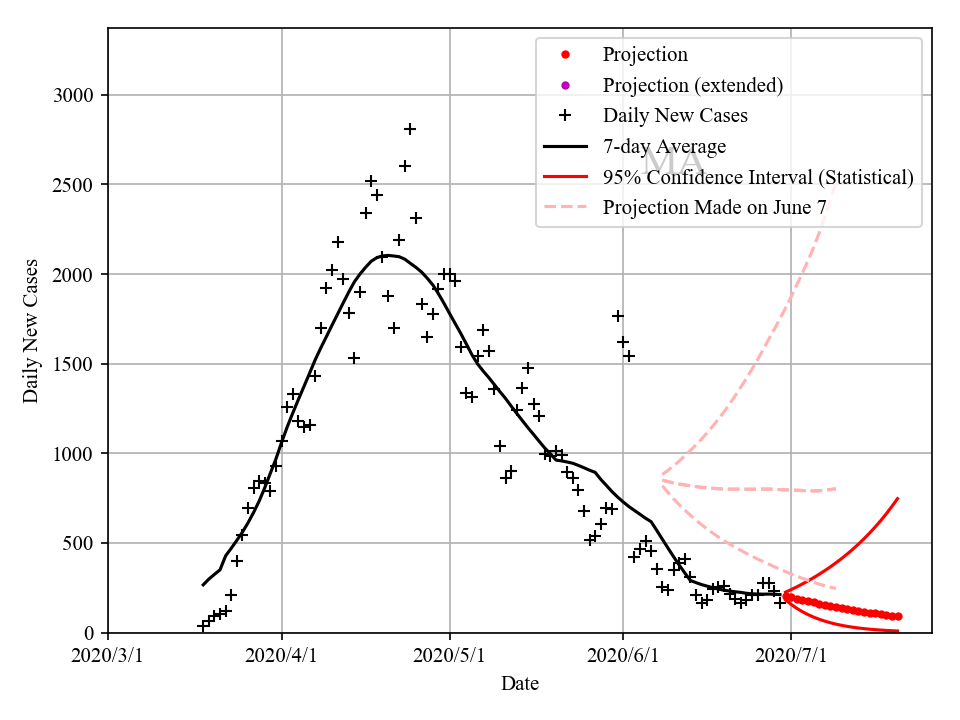 Projection
Projection (extended)
Daily New Cases
7-day Average
MA
95% Confidence Interval (Statistical)
Projection Made on June 7
3000
2500
2000
1500
1000
500
0
Daily New Cases
2020/3/1
2020/4/1
2020/5/1
2020/6/1
2020/7/1
Date